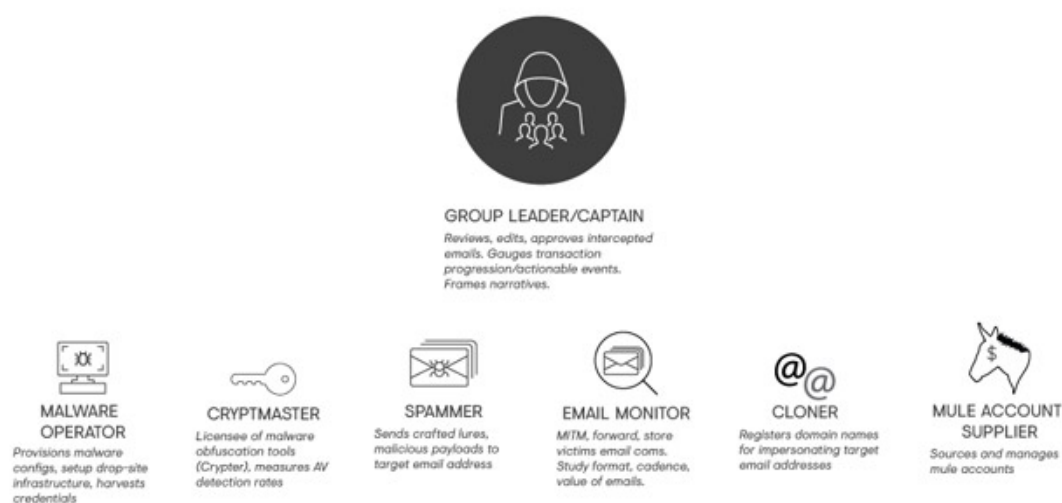 GROUP LEADER/CAPTAIN
Reviews, edits, approves intercepted
emails. Gauges transaction
progression/actionable events.
Frames narratives.
MALWARE
OPERATOR
Provisions malware
configs, setup drop-site
infrastructure, harvests
credentials
CRYPTMASTER
Licensee of malware
obfuscation tools
(Crypter), measures AV
detection rates
SPAMMER
Sends crafted lures,
malicious payloads to
target email address
EMAIL MONITOR
MITM, forward, store
victims email coms.
Study format, cadence,
value of emails.
@@
CLONER
Registers domain names
for impersonating target
email addresses
$
MULE ACCOUNT
SUPPLIER
Sources and manages
mule accounts